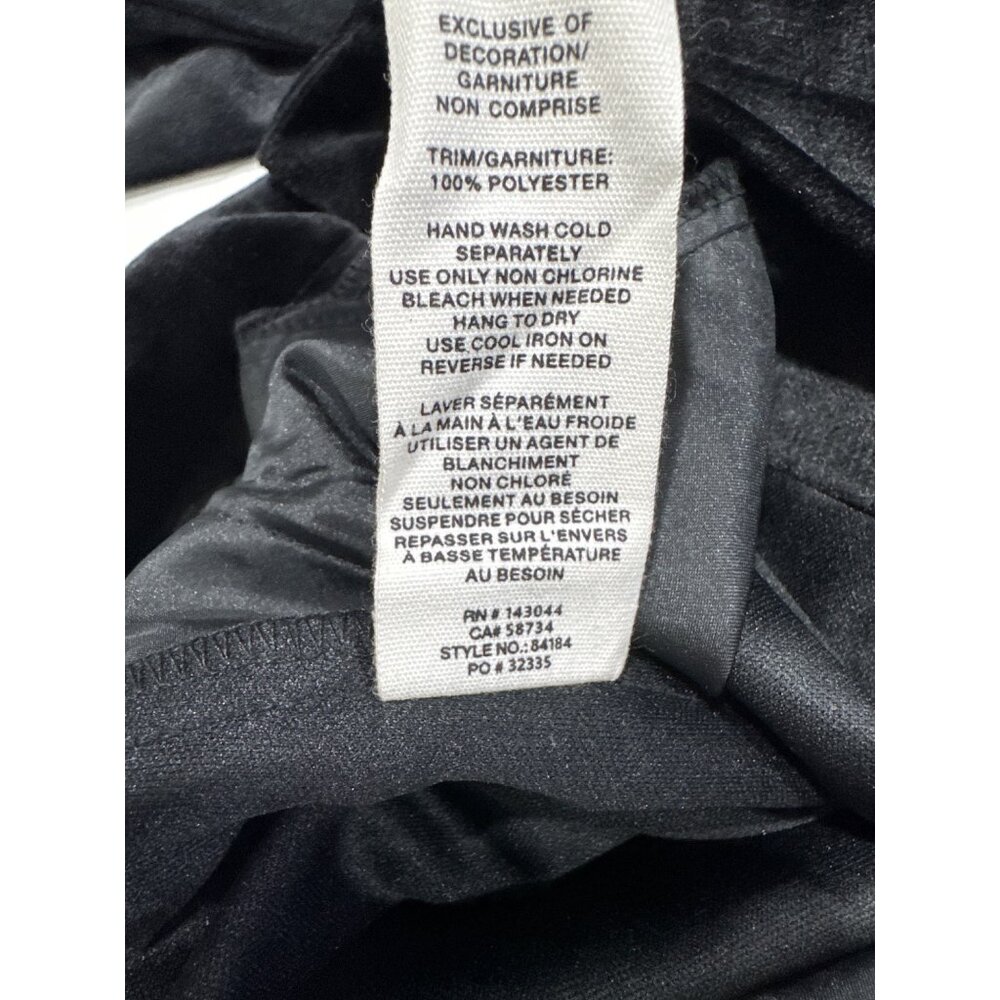 EXCLUSIVE OF
DECORATION/
GARNITURE
NON COMPRISE
TRIM/GARNITURE:
100% POLYESTER
HAND WASH COLD
SEPARATELY
USE ONLY NON CHLORINE
BLEACH WHEN NEEDED
HANG TO DRY
USE COOL IRON ON
REVERSE IF NEEDED
LAVER SÉPARÉMENT
À LA MAIN À L'EAU FROIDE
UTILISER UN AGENT DE
BLANCHIMENT
NON CHLORÉ
SEULEMENT AU BESOIN
SUSPENDRE POUR SÉCHER
REPASSER SUR L'ENVERS
À BASSE TEMPÉRATURE
AU BESOIN
RN # 143044
CA# 58734
STYLE NO.: 84184
PO # 32335